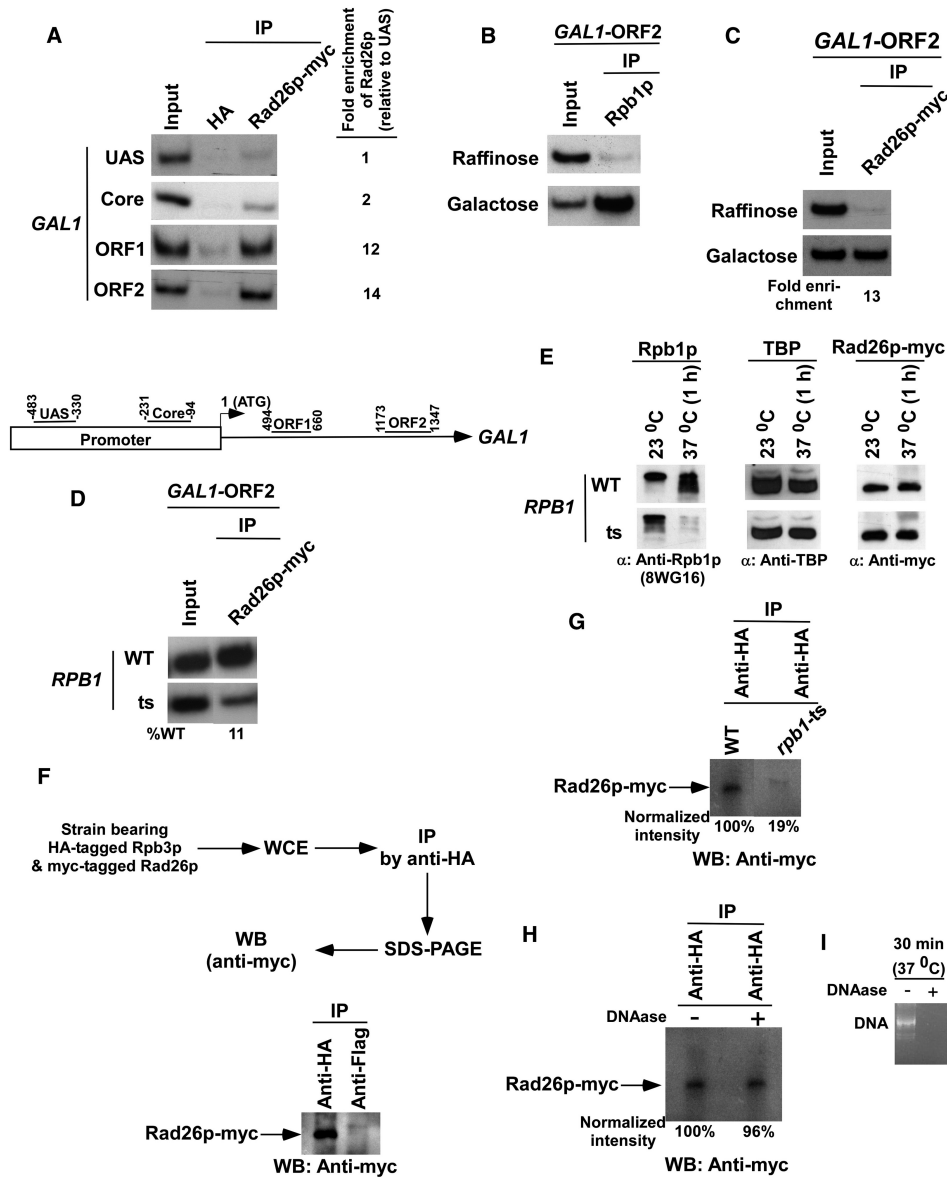 A
IP
Input
HA
Rad26p-myc
Fold enrichment
of Rad26p
(relative to UAS)
GAL1
UAS
1
Core
2
ORF1
12
ORF2
14
B
GAL1-ORF2
IP
Input
Rpb1p
Raffinose
Galactose
C
GAL1-ORF2
IP
Input
Rad26p-myc
Raffinose
Galactose
Fold enri-
chment
13
-483
UAS
-330
-231
Core
-94
1 (ATG)
494
ORF1
660
1173
ORF2
1347
Promoter
GAL1
D
GAL1-ORF2
IP
Input
Rad26p-myc
RPB1
WT
ts
%WT
11
E
Rpb1p
TBP
Rad26p-myc
23 0C
37 0C (1 h)
23 0C
37 0C (1 h)
23 0C
37 0C (1 h)
RPB1
WT
ts
α: Anti-Rpb1p
(8WG16)
α: Anti-TBP
α: Anti-myc
F
Strain bearing
HA-tagged Rpb3p
& myc-tagged Rad26p
WCE
IP
by anti-HA
SDS-PAGE
WB
(anti-myc)
IP
Anti-HA
Anti-Flag
Rad26p-myc
WB: Anti-myc
G
IP
Anti-HA
Anti-HA
WT
rpb1-ts
Rad26p-myc
Normalized
intensity
100%
19%
WB: Anti-myc
H
IP
Anti-HA
Anti-HA
DNAase
-
+
Rad26p-myc
Normalized
intensity
100%
96%
WB: Anti-myc
I
30 min
(37 0C)
DNAase
-
+
DNA